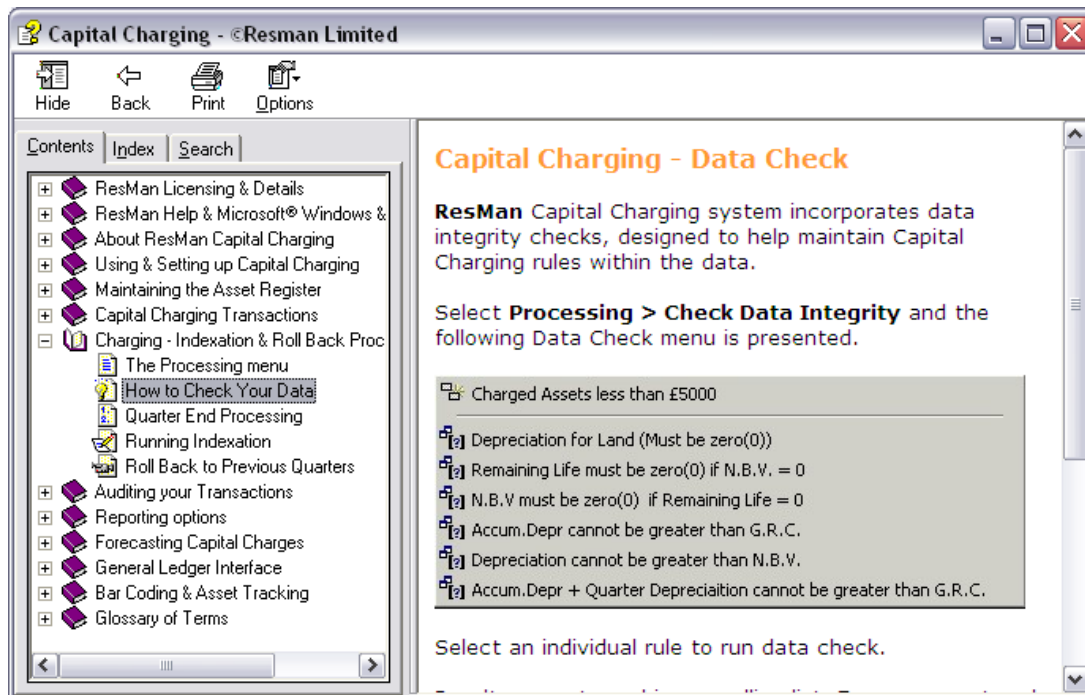 Capital Charging - ©Resman Limited
Hide Back Print Options
Contents Index Search
ResMan Licensing & Details
ResMan Help & Microsoft® Windows &
About ResMan Capital Charging
Using & Setting up Capital Charging
Maintaining the Asset Register
Capital Charging Transactions
Charging - Indexation & Roll Back Proc
The Processing menu
How to Check Your Data
Quarter End Processing
Running Indexation
Roll Back to Previous Quarters
Auditing your Transactions
Reporting options
Forecasting Capital Charges
General Ledger Interface
Bar Coding & Asset Tracking
Glossary of Terms
Capital Charging - Data Check
ResMan Capital Charging system incorporates data
integrity checks, designed to help maintain Capital
Charging rules within the data.
Select Processing > Check Data Integrity and the
following Data Check menu is presented.
Charged Assets less than £5000
Depreciation for Land (Must be zero(0))
Remaining Life must be zero(0) if N.B.V. = 0
N.B.V must be zero(0) if Remaining Life = 0
Accum.Depr cannot be greater than G.R.C.
Depreciation cannot be greater than N.B.V.
Accum.Depr + Quarter Depreciaition cannot be greater than G.R.C.
Select an individual rule to run data check.